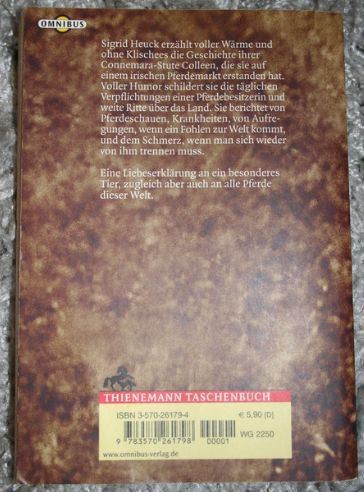 OMNIBUS
Sigrid Heuck erzählt voller Wärme und
ohne Klischees die Geschichte ihrer
Connemara-Stute Colleen, die sie auf
einem irischen Pferdemarkt erstanden hat.
Voller Humor schildert sie die täglichen
Verpflichtungen einer Pferdebesitzerin und
weite Ritte über das Land. Sie berichtet von
Pferdeschauen, Krankheiten, von Aufre-
gungen, wenn ein Fohlen zur Welt kommt,
und dem Schmerz, wenn man sich wieder
von ihm trennen muss.
Eine Liebeserklärung an ein besonderes
Tier, zugleich aber auch an alle Pferde
dieser Welt.
THIENEMANN TASCHENBUCH
ISBN 3-570-26179-4 € 5,90 [D]
9 783570 261798 00001 WG 2250
www.omnibus-verlag.de